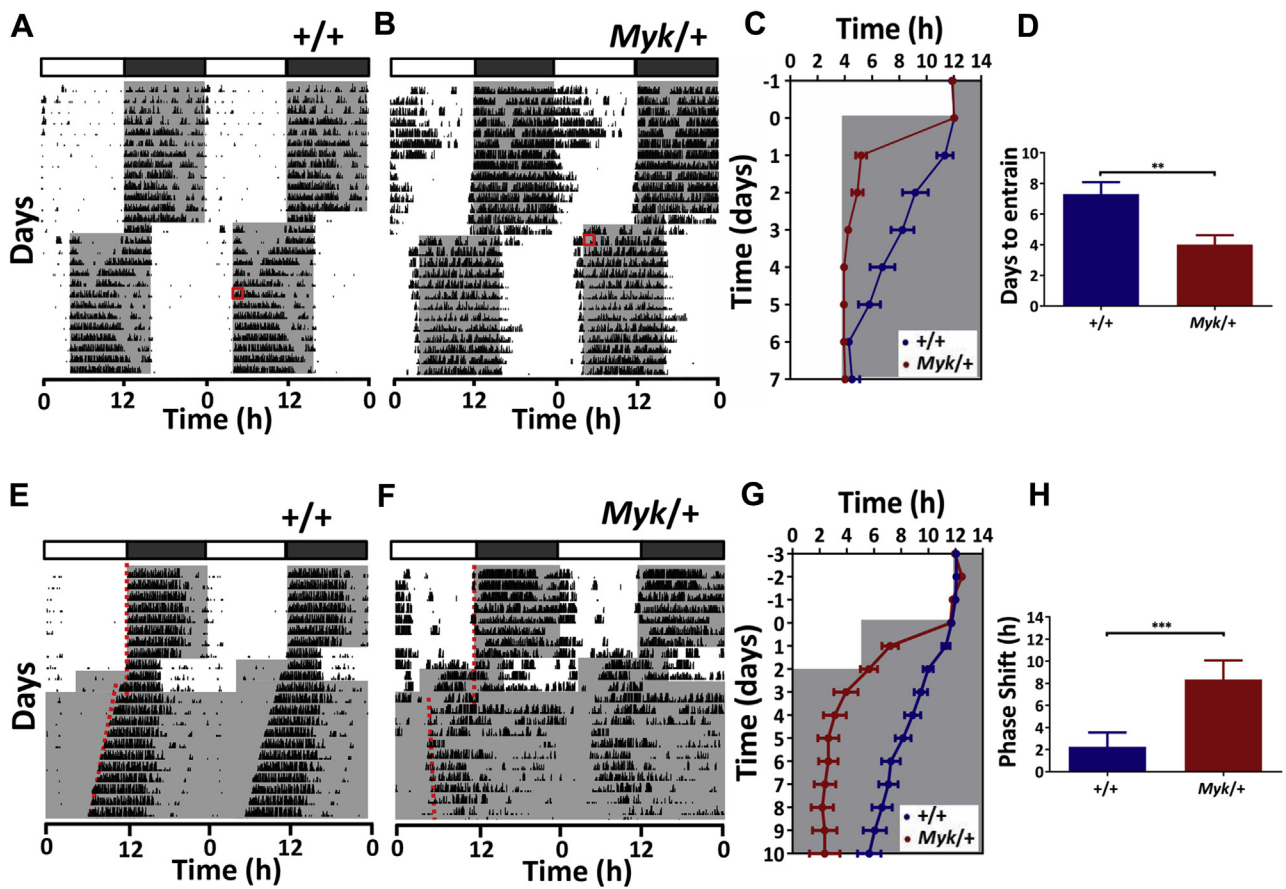 A
+/+
Days
0 12 0 12 0
Time (h)
B
Myk/+
0 12 0 12 0
Time (h)
C
Time (h)
0 2 4 6 8 10 12 14
Time (days)
-1
0
1
2
3
4
5
6
7
+/+
Myk/+
D
Days to entrain
10
8
6
4
2
0
**
+/+ Myk/+
E
+/+
Days
0 12 0 12 0
Time (h)
F
Myk/+
0 12 0 12 0
Time (h)
G
Time (h)
0 2 4 6 8 10 12 14
Time (days)
-3
-2
-1
0
1
2
3
4
5
6
7
8
9
10
+/+
Myk/+
H
Phase Shift (h)
14
12
10
8
6
4
2
0
***
+/+ Myk/+